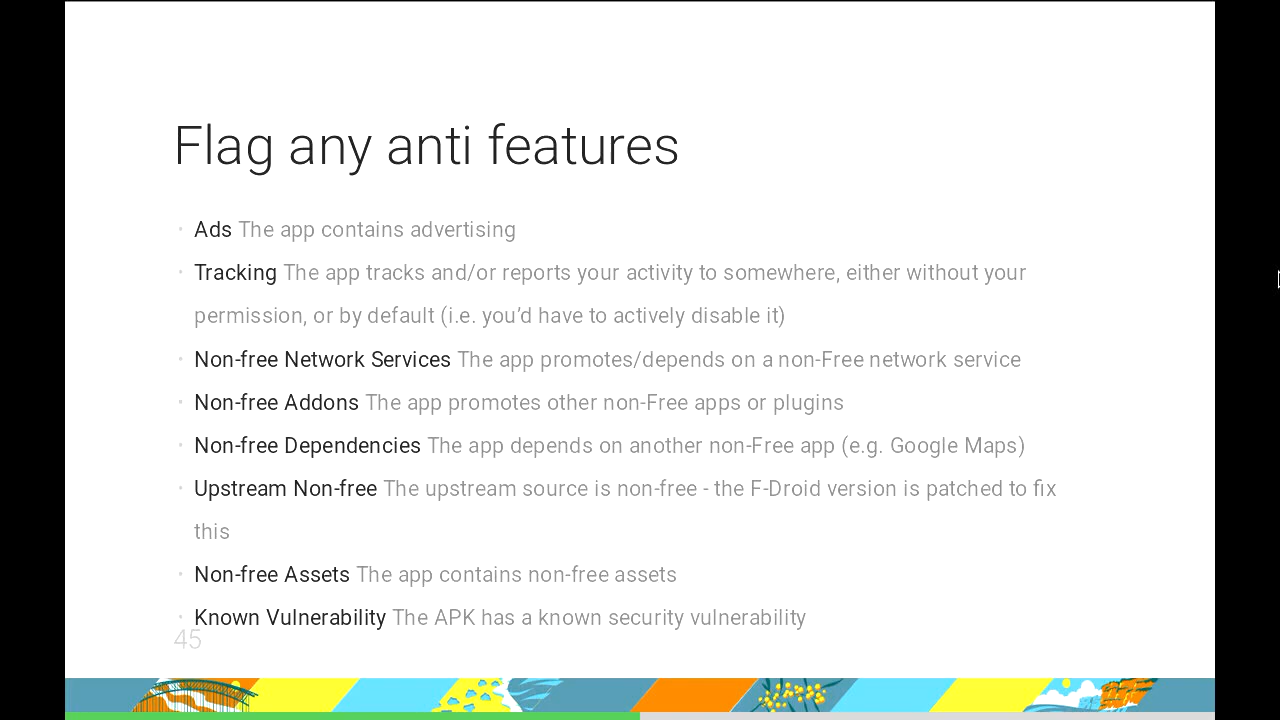 Flag any anti features
· Ads The app contains advertising
· Tracking The app tracks and/or reports your activity to somewhere, either without your
permission, or by default (i.e. you’d have to actively disable it)
· Non-free Network Services The app promotes/depends on a non-Free network service
· Non-free Addons The app promotes other non-Free apps or plugins
· Non-free Dependencies The app depends on another non-Free app (e.g. Google Maps)
· Upstream Non-free The upstream source is non-free - the F-Droid version is patched to fix
this
· Non-free Assets The app contains non-free assets
· Known Vulnerability The APK has a known security vulnerability
45